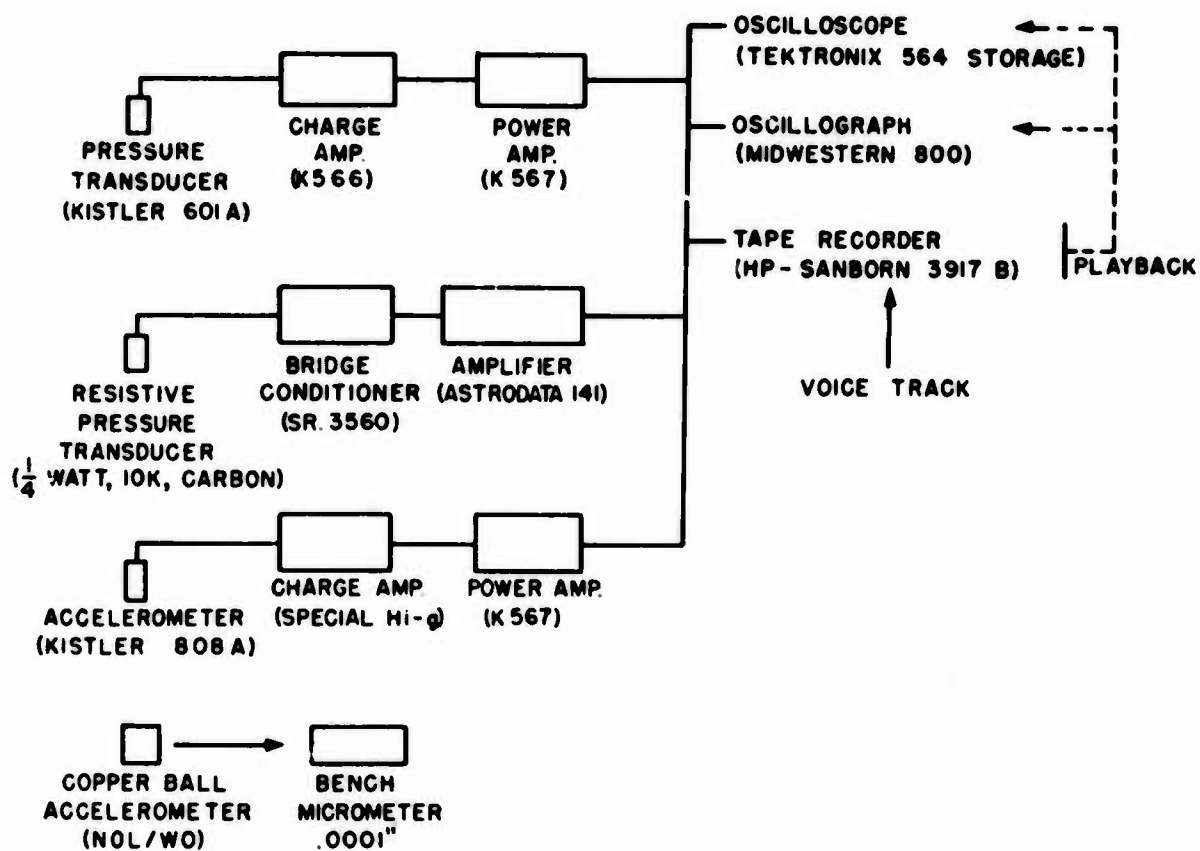 OSCILLOSCOPE
(TEKTRONIX 564 STORAGE)
CHARGE
AMP.
(K566)
POWER
AMP.
(K567)
OSCILLOGRAPH
(MIDWESTERN 800)
PRESSURE
TRANSDUCER
(KISTLER 601A)
TAPE RECORDER
(HP-SANBORN 3917 B)
PLAYBACK
VOICE TRACK
RESISTIVE
PRESSURE
TRANSDUCER
(1/4 WATT, 10K, CARBON)
BRIDGE
CONDITIONER
(SR. 3560)
AMPLIFIER
(ASTRODATA 141)
ACCELEROMETER
(KISTLER 808A)
CHARGE AMP.
(SPECIAL Hi-g)
POWER AMP.
(K567)
COPPER BALL
ACCELEROMETER
(NOL/WO)
BENCH
MICROMETER
.0001"